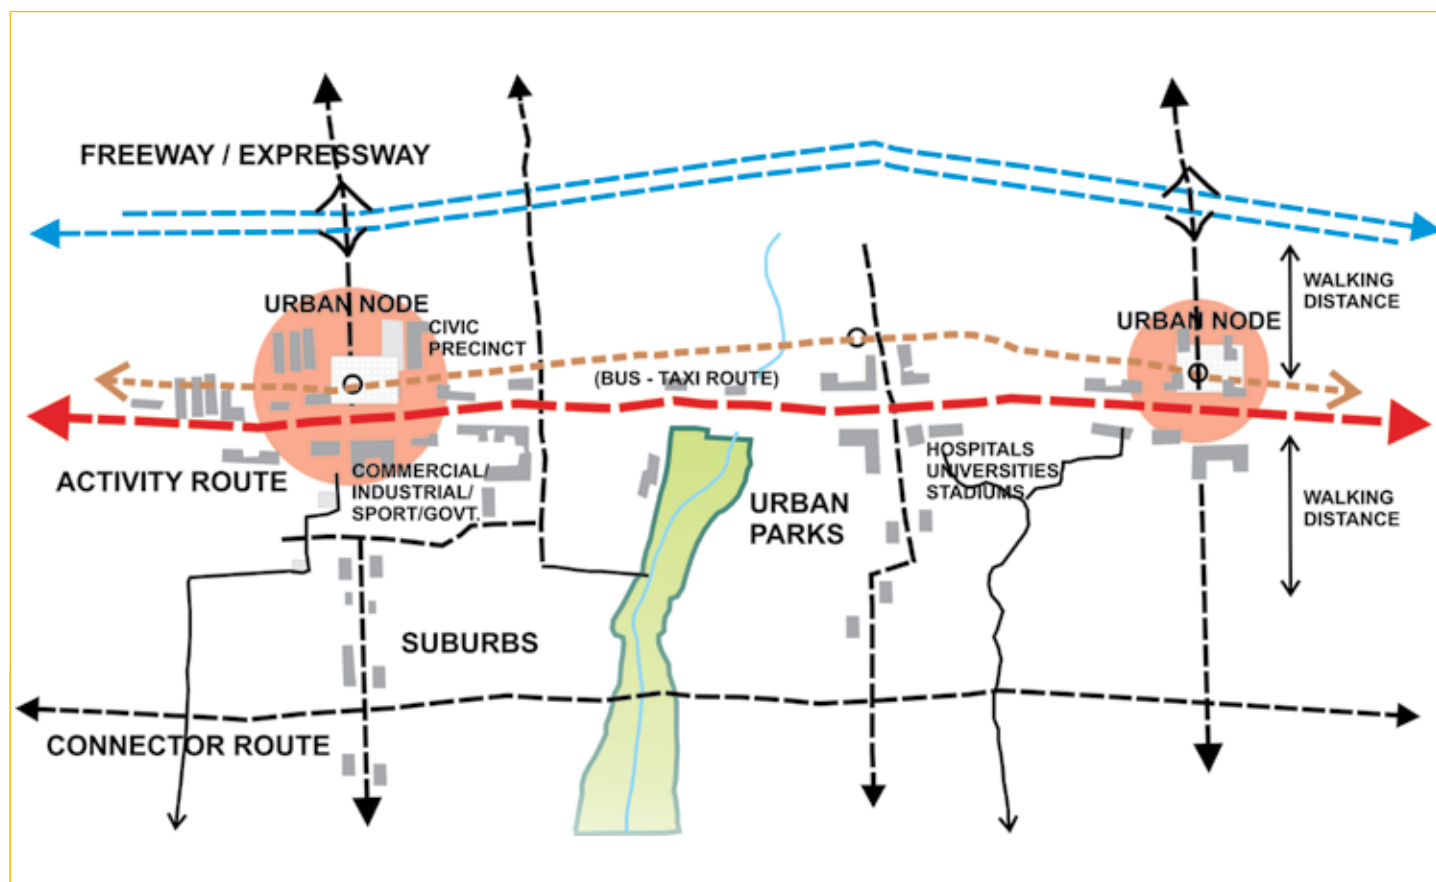 FREEWAY / EXPRESSWAY
URBAN NODE
CIVIC
PRECINCT
URBAN NODE
WALKING
DISTANCE
(BUS - TAXI ROUTE)
ACTIVITY ROUTE
COMMERCIAL/
INDUSTRIAL/
SPORT/GOVT.
URBAN
PARKS
HOSPITALS
UNIVERSITIES
STADIUMS
WALKING
DISTANCE
SUBURBS
CONNECTOR ROUTE